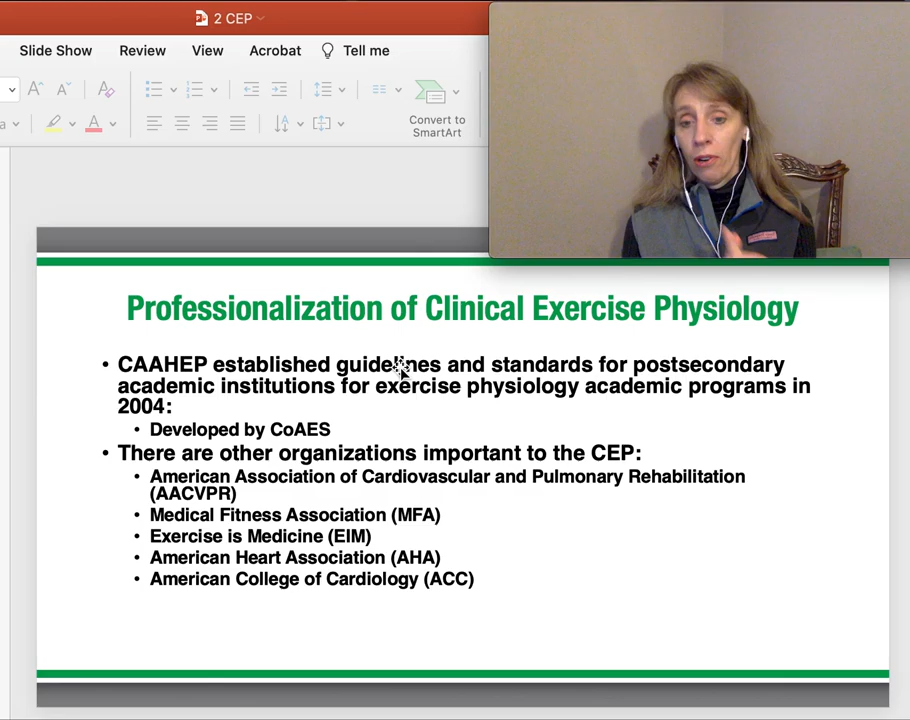 2 CEP
Slide Show Review View Acrobat Tell me
Convert to
SmartArt
Professionalization of Clinical Exercise Physiology
• CAAHEP established guidelines and standards for postsecondary
academic institutions for exercise physiology academic programs in
2004:
• Developed by CoAES
• There are other organizations important to the CEP:
• American Association of Cardiovascular and Pulmonary Rehabilitation
(AACVPR)
• Medical Fitness Association (MFA)
• Exercise is Medicine (EIM)
• American Heart Association (AHA)
• American College of Cardiology (ACC)